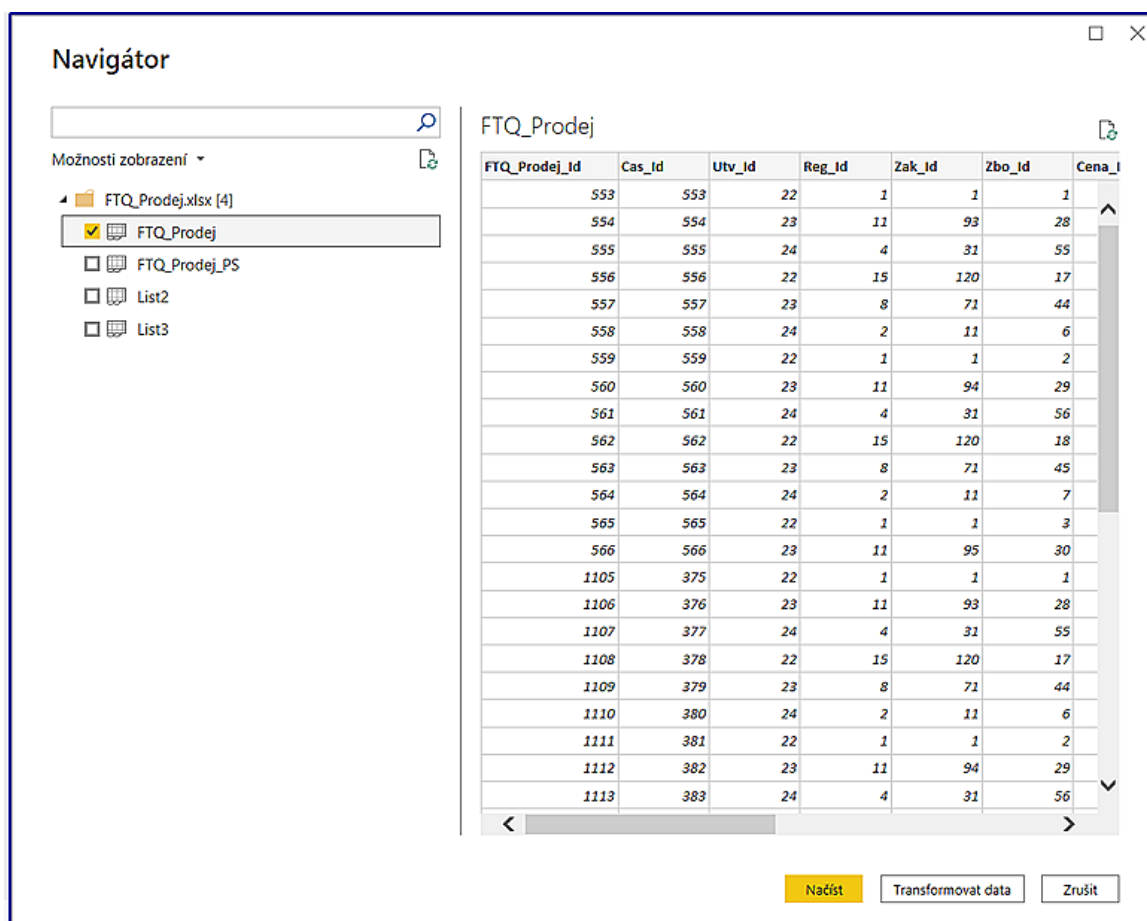 Navigátor
Možnosti zobrazení
FTQ_Prodej.xlsx [4]
FTQ_Prodej
FTQ_Prodej_PS
List2
List3
FTQ_Prodej
FTQ_Prodej_Id Cas_Id Utv_Id Reg_Id Zak_Id Zbo_Id Cena_I
553 553 22 1 1 1
554 554 23 11 93 28
555 555 24 4 31 55
556 556 22 15 120 17
557 557 23 8 71 44
558 558 24 2 11 6
559 559 22 1 1 2
560 560 23 11 94 29
561 561 24 4 31 56
562 562 22 15 120 18
563 563 23 8 71 45
564 564 24 2 11 7
565 565 22 1 1 3
566 566 23 11 95 30
1105 375 22 1 1 1
1106 376 23 11 93 28
1107 377 24 4 31 55
1108 378 22 15 120 17
1109 379 23 8 71 44
1110 380 24 2 11 6
1111 381 22 1 1 2
1112 382 23 11 94 29
1113 383 24 4 31 56
Načíst Transformovat data Zrušit